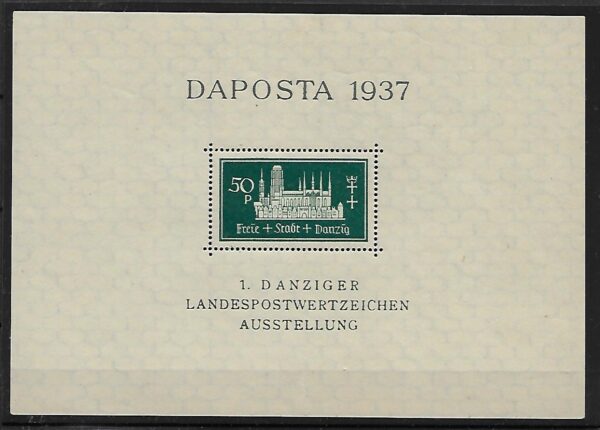 DAPOSTA 1937
50
P
Freie + Stadt + Danzig
1. DANZIGER
LANDESPOSTWERTZEICHEN
AUSSTELLUNG